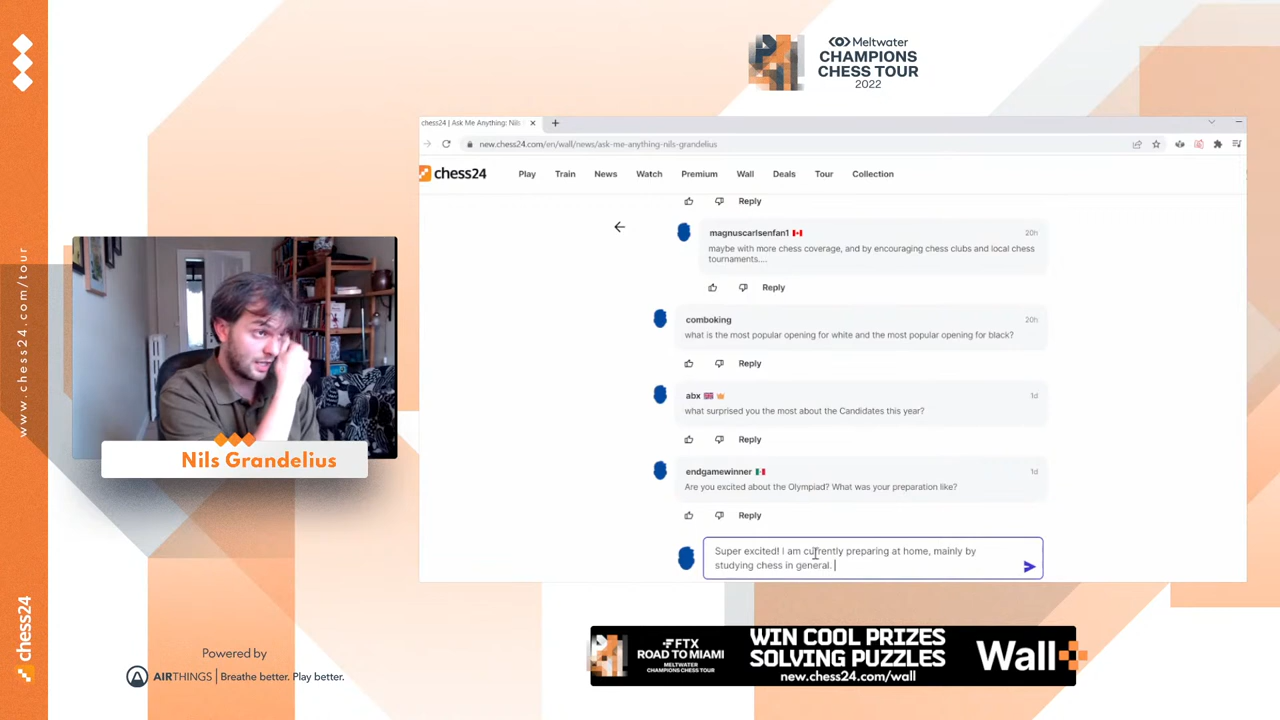 www.chess24.com/tour
chess24
Meltwater
CHAMPIONS
CHESS TOUR
2022
chess24 | Ask Me Anything: Nils
new.chess24.com/en/wall/news/ask-me-anything-nils-grandelius
chess24 Play Train News Watch Premium Wall Deals Tour Collection
Reply
magnuscarlsenfan1 20h
maybe with more chess coverage, and by encouraging chess clubs and local chess
tournaments....
Reply
comboking 20h
what is the most popular opening for white and the most popular opening for black?
Reply
abx 1d
what surprised you the most about the Candidates this year?
Reply
endgamewinner 1d
Are you excited about the Olympiad? What was your preparation like?
Reply
Super excited! I am currently preparing at home, mainly by
studying chess in general.
Nils Grandelius
Powered by
AIRTHINGS | Breathe better. Play better.
FTX
ROAD TO MIAMI
MELTWATER
CHAMPIONS CHESS TOUR
WIN COOL PRIZES
SOLVING PUZZLES
new.chess24.com/wall
Wall